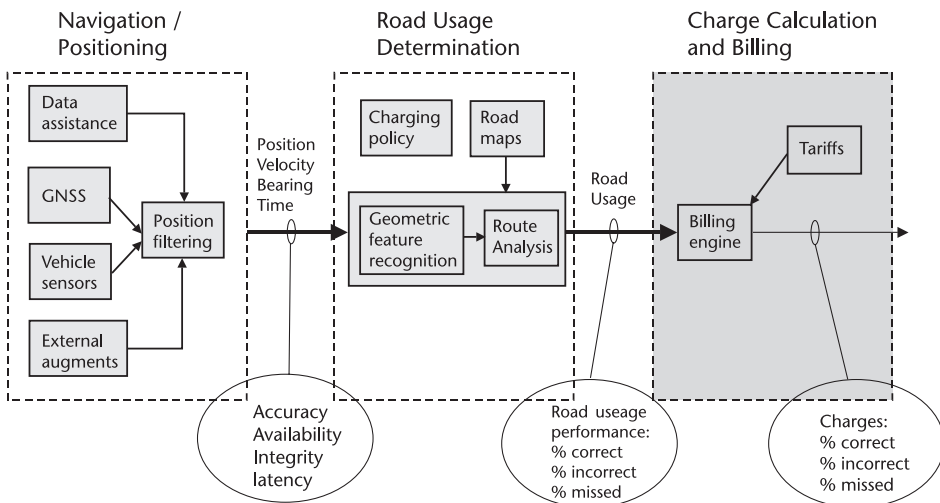 Navigation /
Positioning
Road Usage
Determination
Charge Calculation
and Billing
Data
assistance
GNSS
Vehicle
sensors
External
augments
Position
filtering
Position
Velocity
Bearing
Time
Charging
policy
Road
maps
Geometric
feature
recognition
Route
Analysis
Road
Usage
Tariffs
Billing
engine
Accuracy
Availability
Integrity
latency
Road useage
performance:
% correct
% incorrect
% missed
Charges:
% correct
% incorrect
% missed